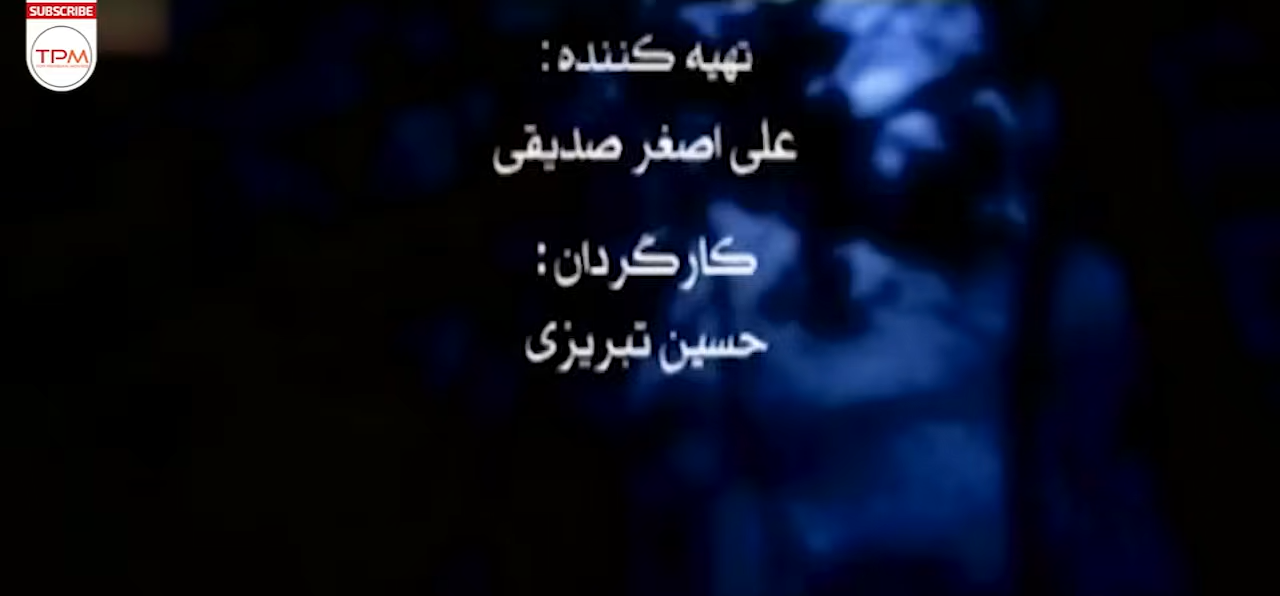 SUBSCRIBE
TPM
تهیه کننده :
علی اصغر صدیقی
کارگردان :
حسین تبریزی